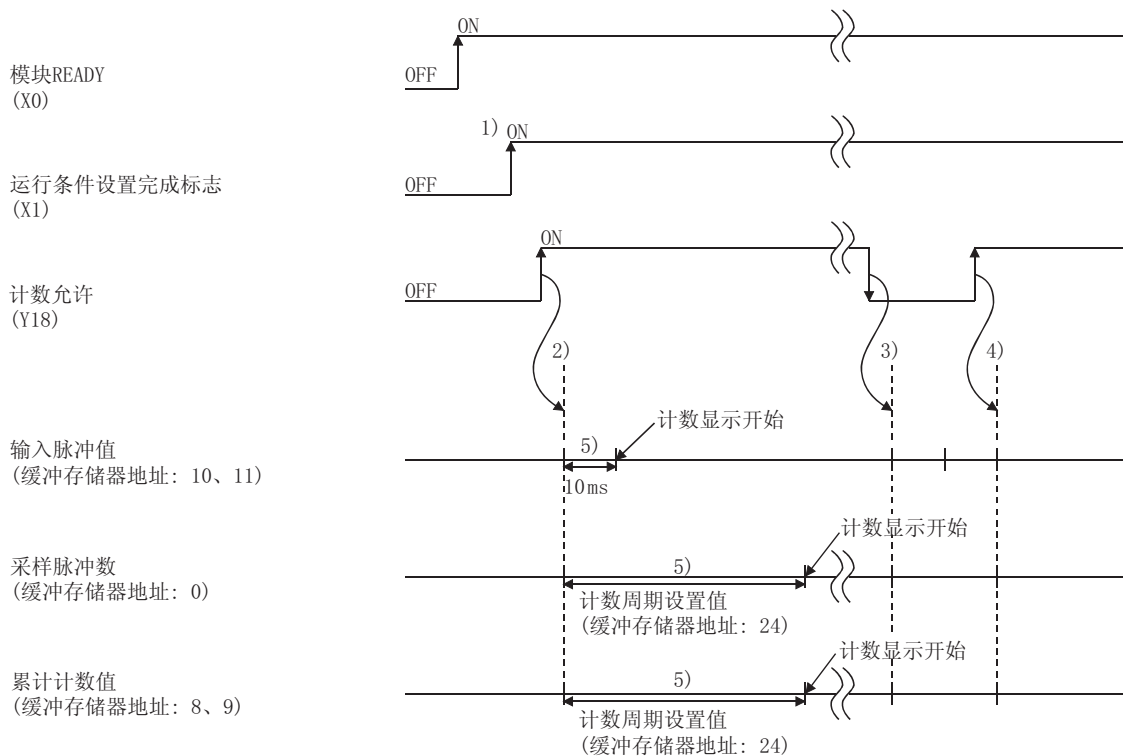 ON
模块READY
(X0)
OFF
1) ON
运行条件设置完成标志
(X1)
OFF
ON
计数允许
(Y18)
OFF
2)
3)
4)
计数显示开始
输入脉冲值
(缓冲存储器地址: 10、11)
5)
10ms
计数显示开始
采样脉冲数
(缓冲存储器地址: 0)
5)
计数周期设置值
(缓冲存储器地址: 24)
计数显示开始
累计计数值
(缓冲存储器地址: 8、9)
5)
计数周期设置值
(缓冲存储器地址: 24)